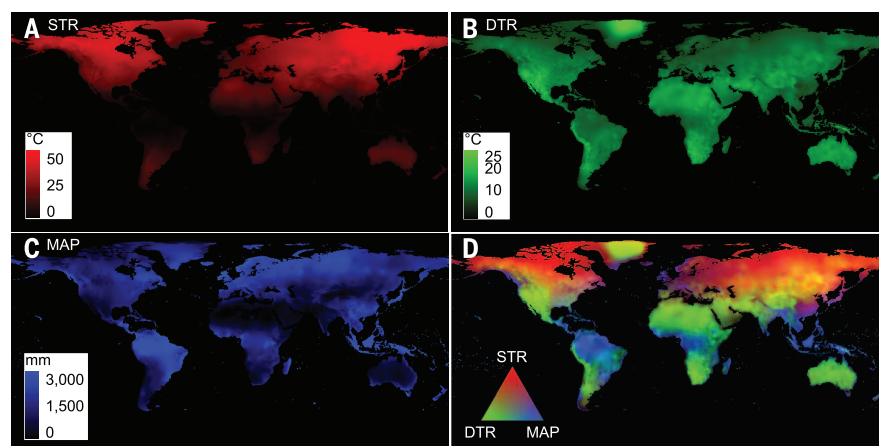 A STR
°C
50
25
0
B DTR
°C
25
20
10
0
C MAP
mm
3,000
1,500
0
D
STR
DTR MAP